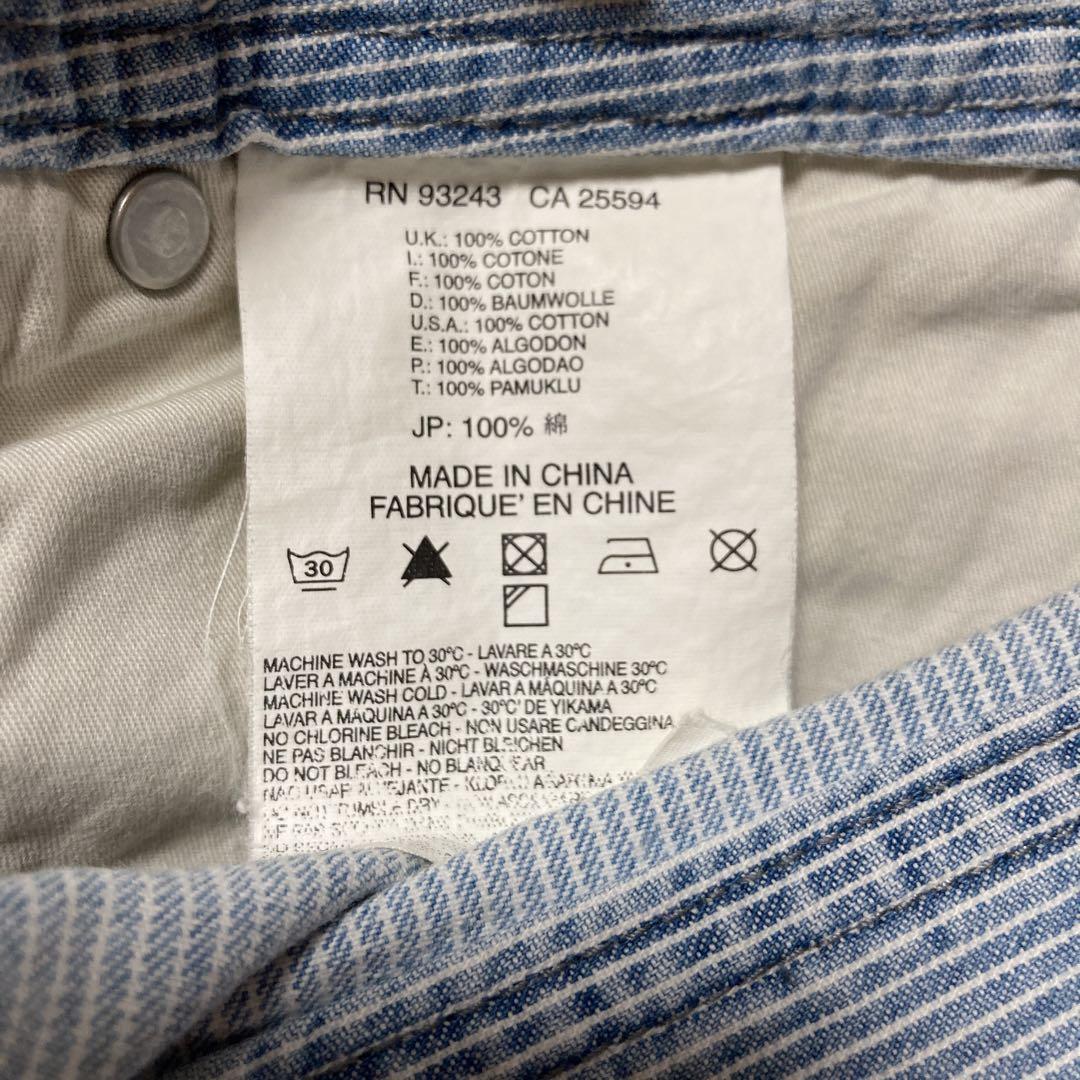 RN 93243 CA 25594
U.K.: 100% COTTON
I.: 100% COTONE
F.: 100% COTON
D.: 100% BAUMWOLLE
U.S.A.: 100% COTTON
E.: 100% ALGODON
P.: 100% ALGODAO
T.: 100% PAMUKLU
JP: 100% 綿
MADE IN CHINA
FABRIQUE' EN CHINE
30
MACHINE WASH TO 30°C - LAVARE A 30°C
LAVER A MACHINE À 30°C - WASCHMASCHINE 30°C
MACHINE WASH COLD - LAVAR A MÁQUINA A 30°C
LAVAR A MAQUINA A 30°C - 30°C' DE YIKAMA
NO CHLORINE BLEACH - NON USARE CANDEGGINA
NE PAS BLANCHIR - NICHT BLEICHEN
DO NOT BLEACH - NO BLANQUEAR